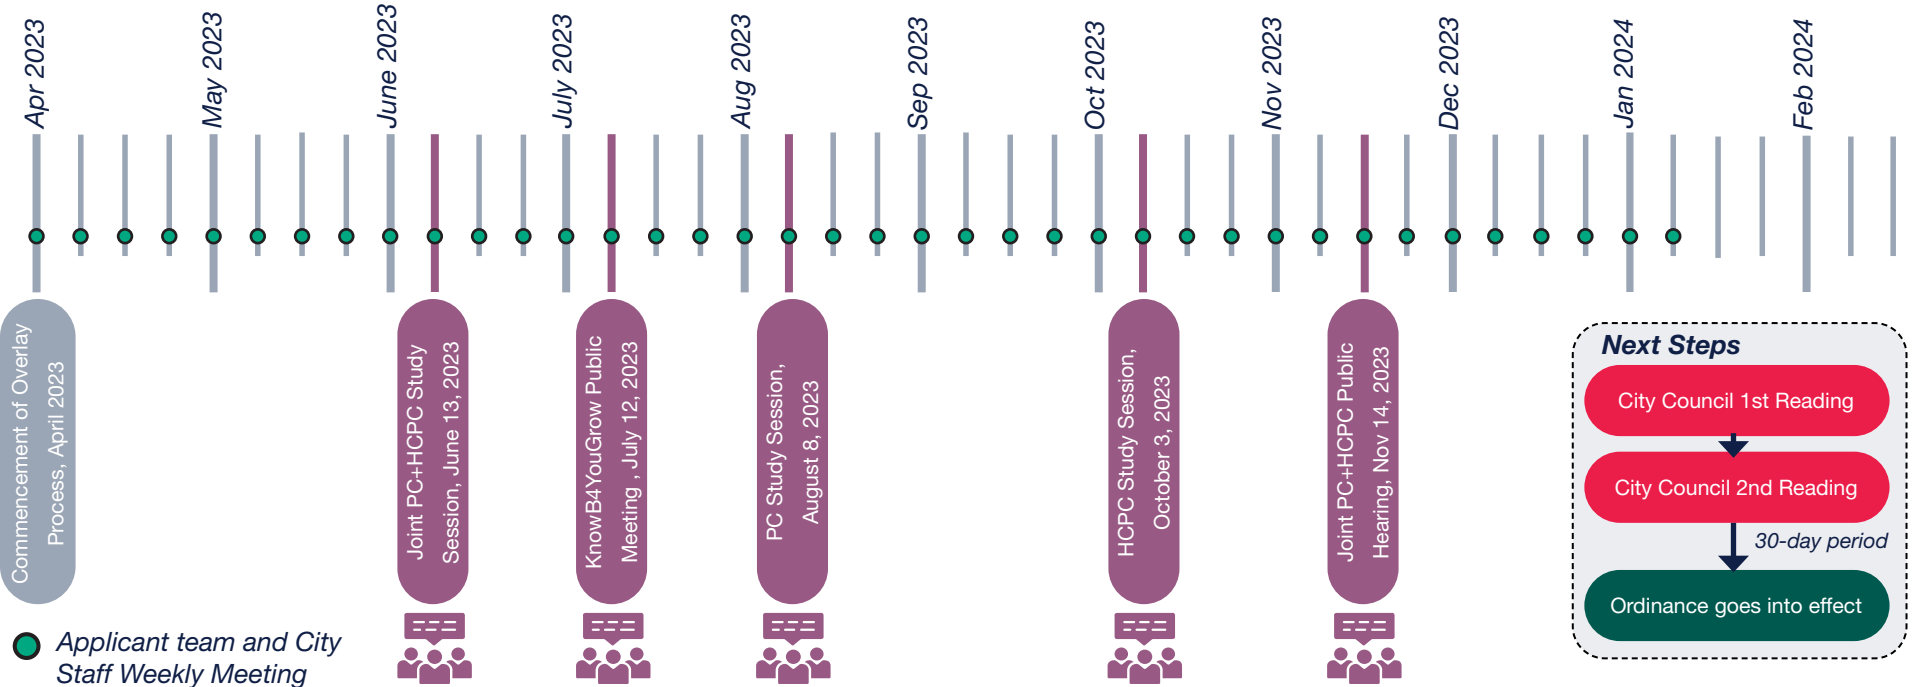 Apr 2023
May 2023
June 2023
July 2023
Aug 2023
Sep 2023
Oct 2023
Nov 2023
Dec 2023
Jan 2024
Feb 2024
Commencement of Overlay
Process, April 2023
Joint PC+HCPC Study
Session, June 13, 2023
KnowB4YouGrow Public
Meeting , July 12, 2023
PC Study Session,
August 8, 2023
HCPC Study Session,
October 3, 2023
Joint PC+HCPC Public
Hearing, Nov 14, 2023
Next Steps
City Council 1st Reading
City Council 2nd Reading
30-day period
Ordinance goes into effect
Applicant team and City
Staff Weekly Meeting